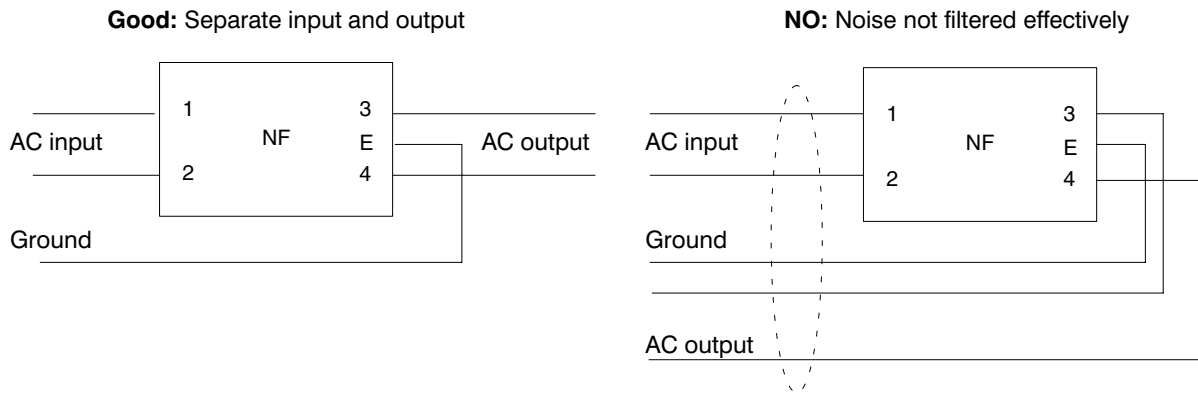 Good: Separate input and output
1
3
AC input
NF
E
AC output
2
4
Ground
NO: Noise not filtered effectively
1
3
AC input
NF
E
2
4
Ground
AC output